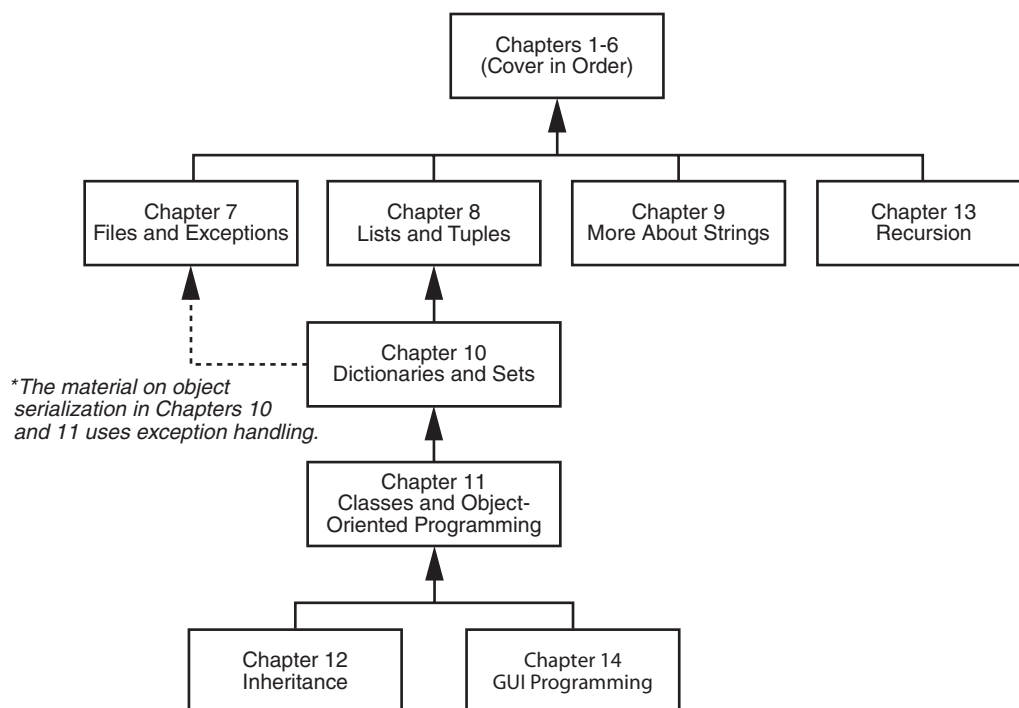 Chapters 1-6
(Cover in Order)
Chapter 7
Files and Exceptions
Chapter 8
Lists and Tuples
Chapter 9
More About Strings
Chapter 13
Recursion
Chapter 10
Dictionaries and Sets
*The material on object
serialization in Chapters 10
and 11 uses exception handling.
Chapter 11
Classes and Object-
Oriented Programming
Chapter 12
Inheritance
Chapter 14
GUI Programming